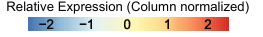 Relative Expression (Column normalized)
−2 −1 0 1 2